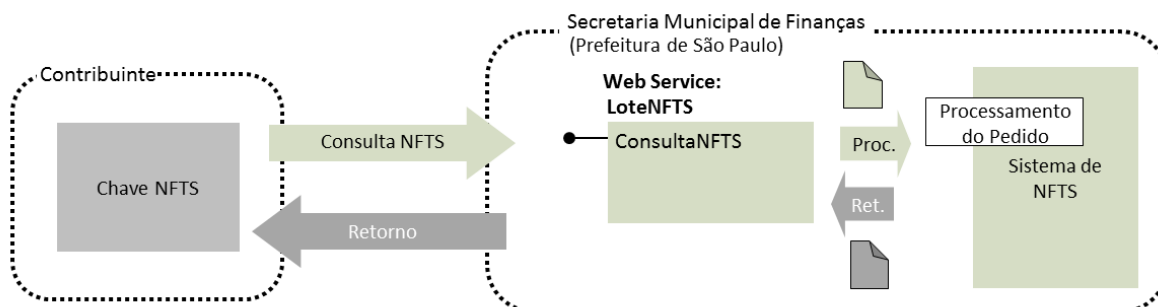 Secretaria Municipal de Finanças
(Prefeitura de São Paulo)
Contribuinte
Chave NFTS
Consulta NFTS
Retorno
Web Service:
LoteNFTS
ConsultaNFTS
Proc.
Ret.
Processamento
do Pedido
Sistema de
NFTS